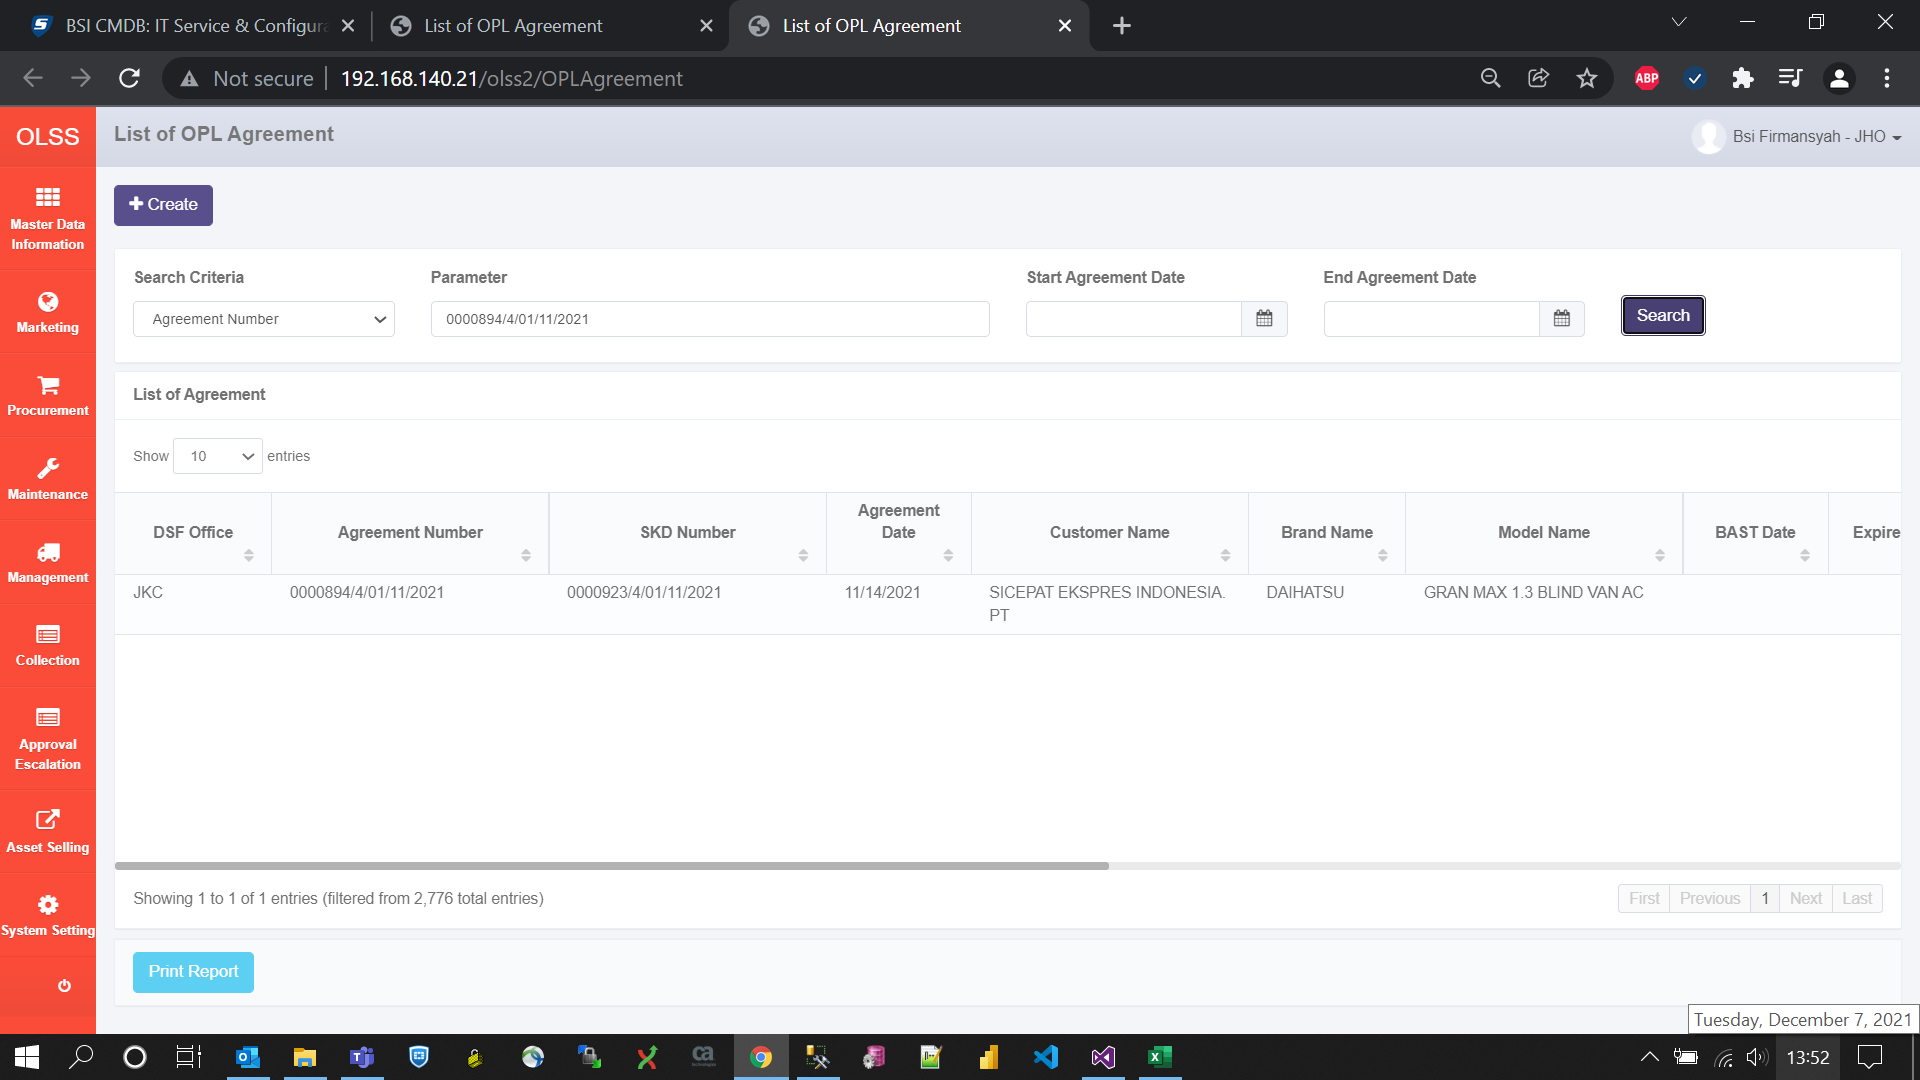 BSI CMDB: IT Service & Configura
List of OPL Agreement
List of OPL Agreement
Not secure
192.168.140.21/olss2/OPLAgreement
ABP
OLSS
List of OPL Agreement
Bsi Firmansyah - JHO
Master Data
Information
Marketing
Procurement
Maintenance
Management
Collection
Approval
Escalation
Asset Selling
System Setting
Create
Search Criteria
Parameter
Start Agreement Date
End Agreement Date
Agreement Number
0000894/4/01/11/2021
Search
List of Agreement
Show 10 entries
DSF Office
Agreement Number
SKD Number
Agreement
Date
Customer Name
Brand Name
Model Name
BAST Date
Expire
JKC
0000894/4/01/11/2021
0000923/4/01/11/2021
11/14/2021
SICEPAT EKSPRES INDONESIA.
PT
DAIHATSU
GRAN MAX 1.3 BLIND VAN AC
Showing 1 to 1 of 1 entries (filtered from 2,776 total entries)
First Previous 1 Next Last
Print Report
Tuesday, December 7, 2021
ca
13:52